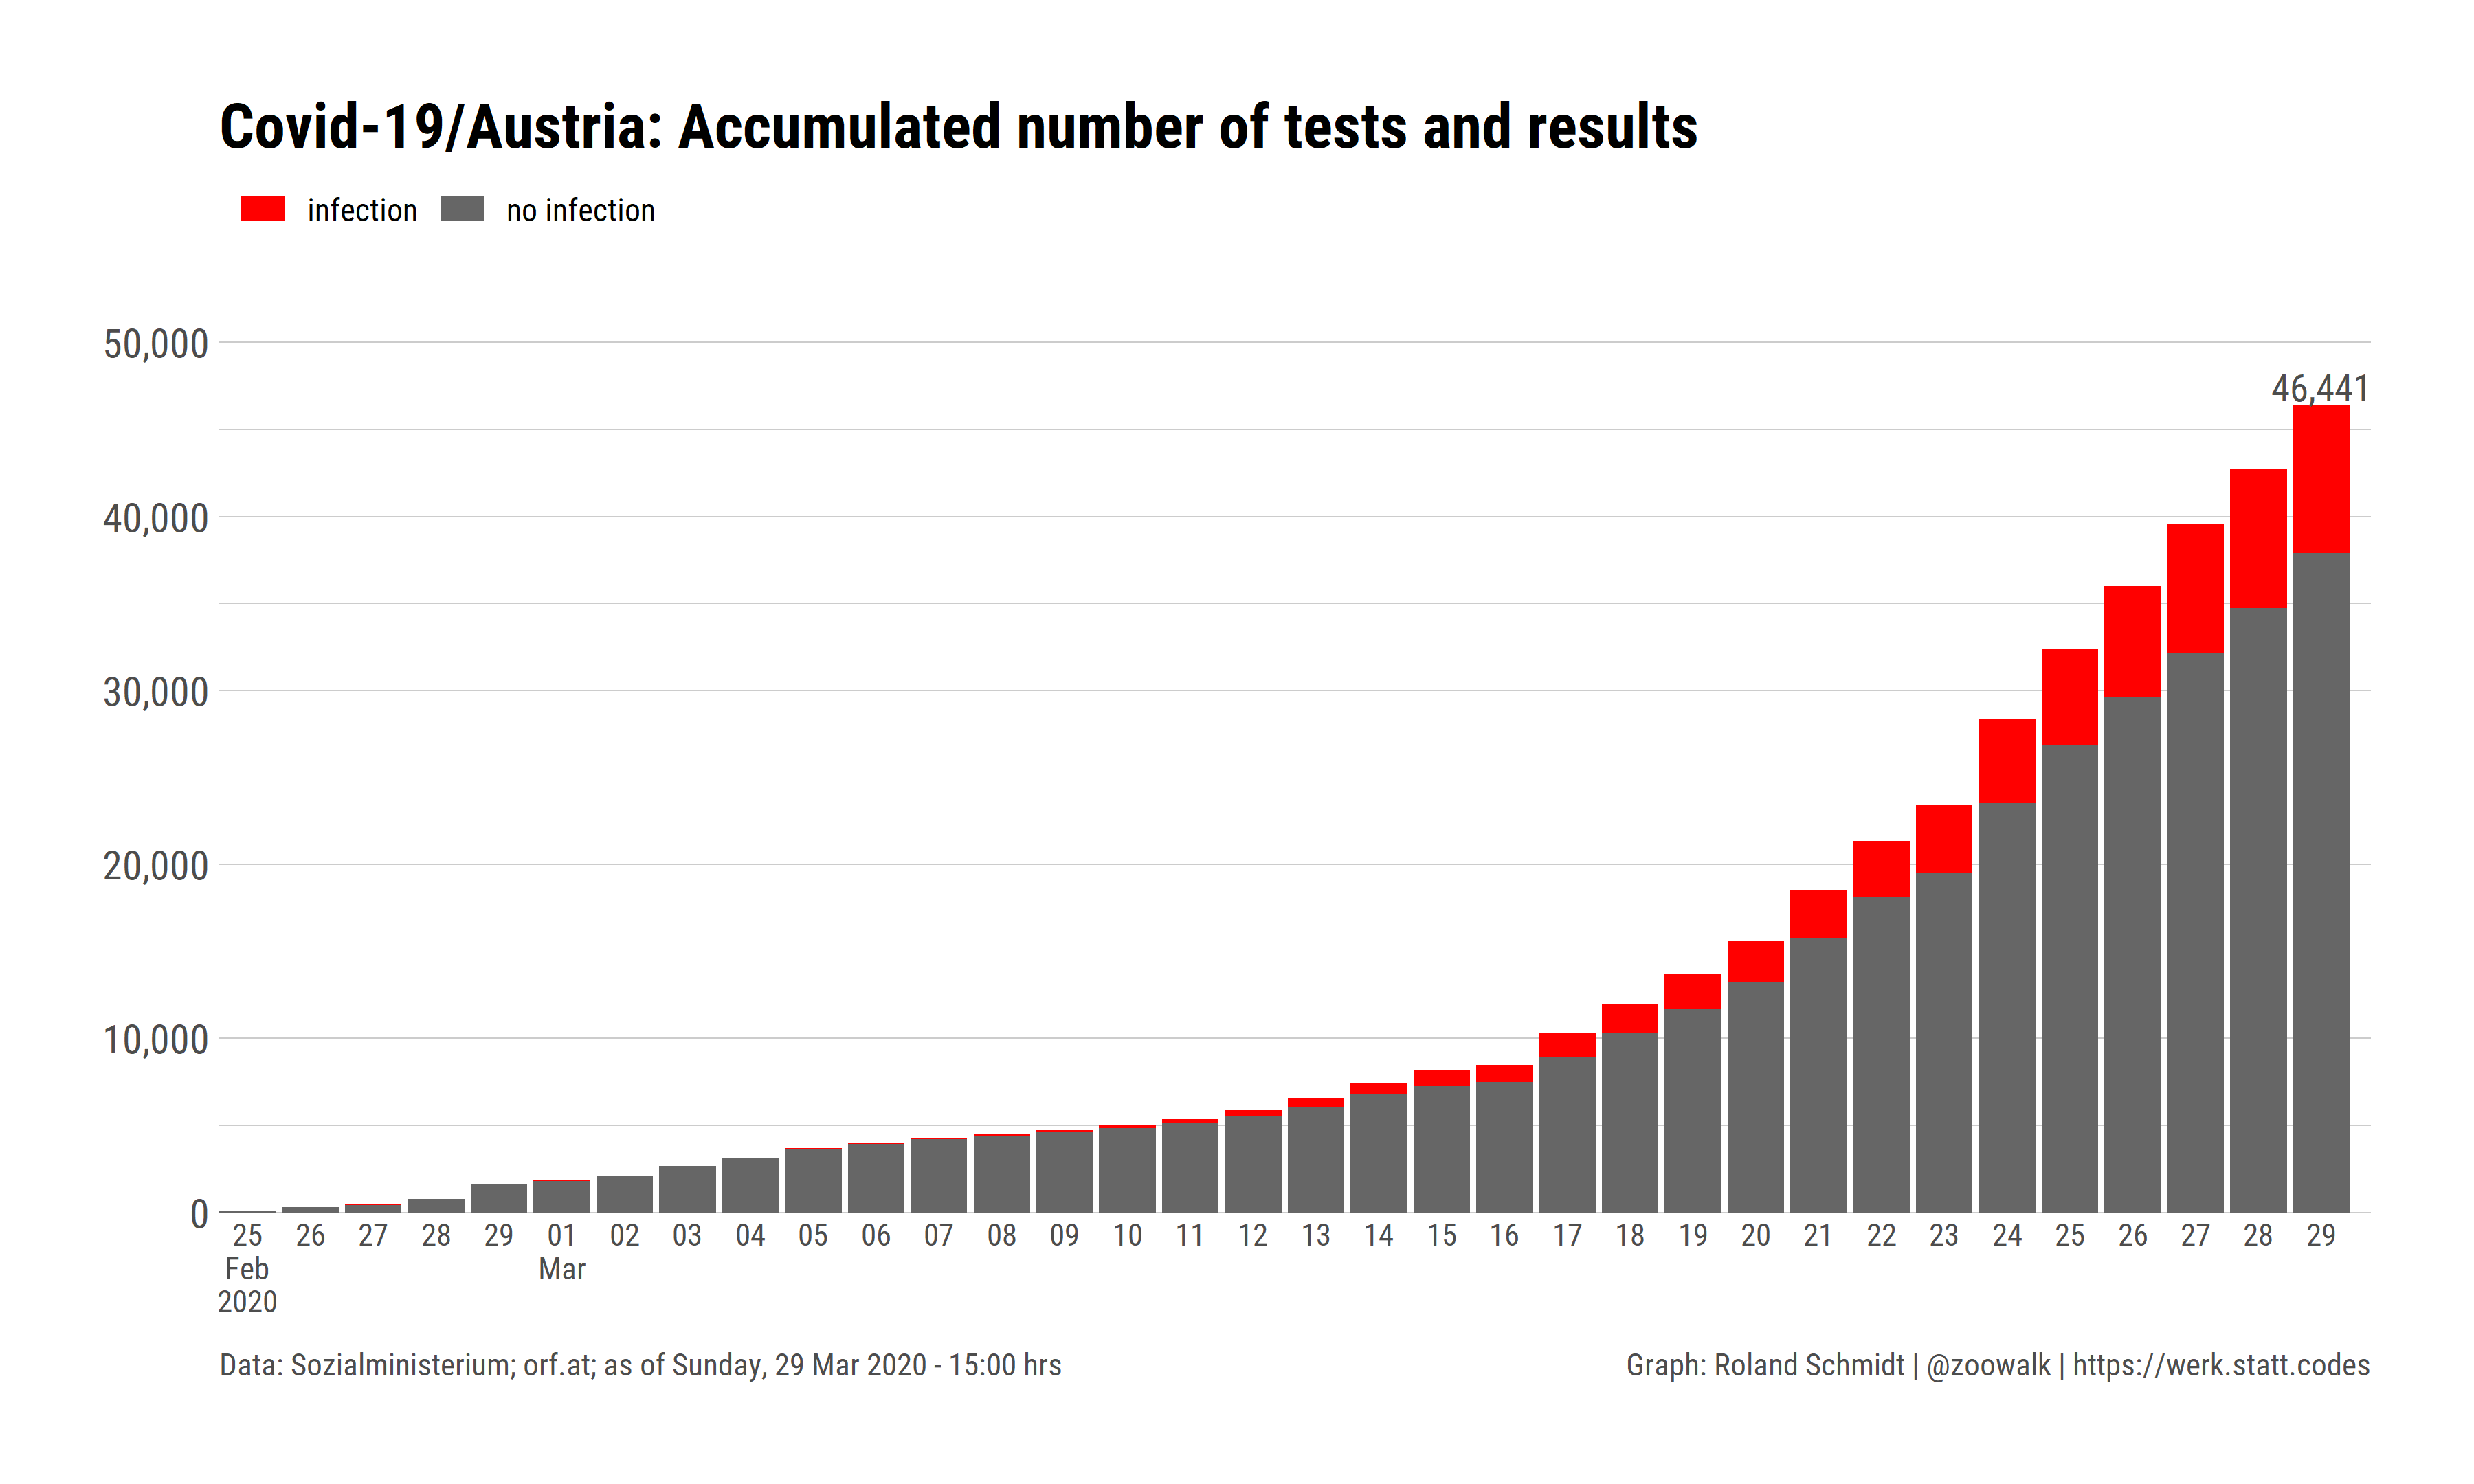 Covid-19/Austria: Accumulated number of tests and results
infection no infection
50,000
46,441
40,000
30,000
20,000
10,000
0
25 26 27 28 29 01 02 03 04 05 06 07 08 09 10 11 12 13 14 15 16 17 18 19 20 21 22 23 24 25 26 27 28 29
Feb Mar
2020
Data: Sozialministerium; orf.at; as of Sunday, 29 Mar 2020 - 15:00 hrs
Graph: Roland Schmidt | @zoowalk | https://werk.statt.codes